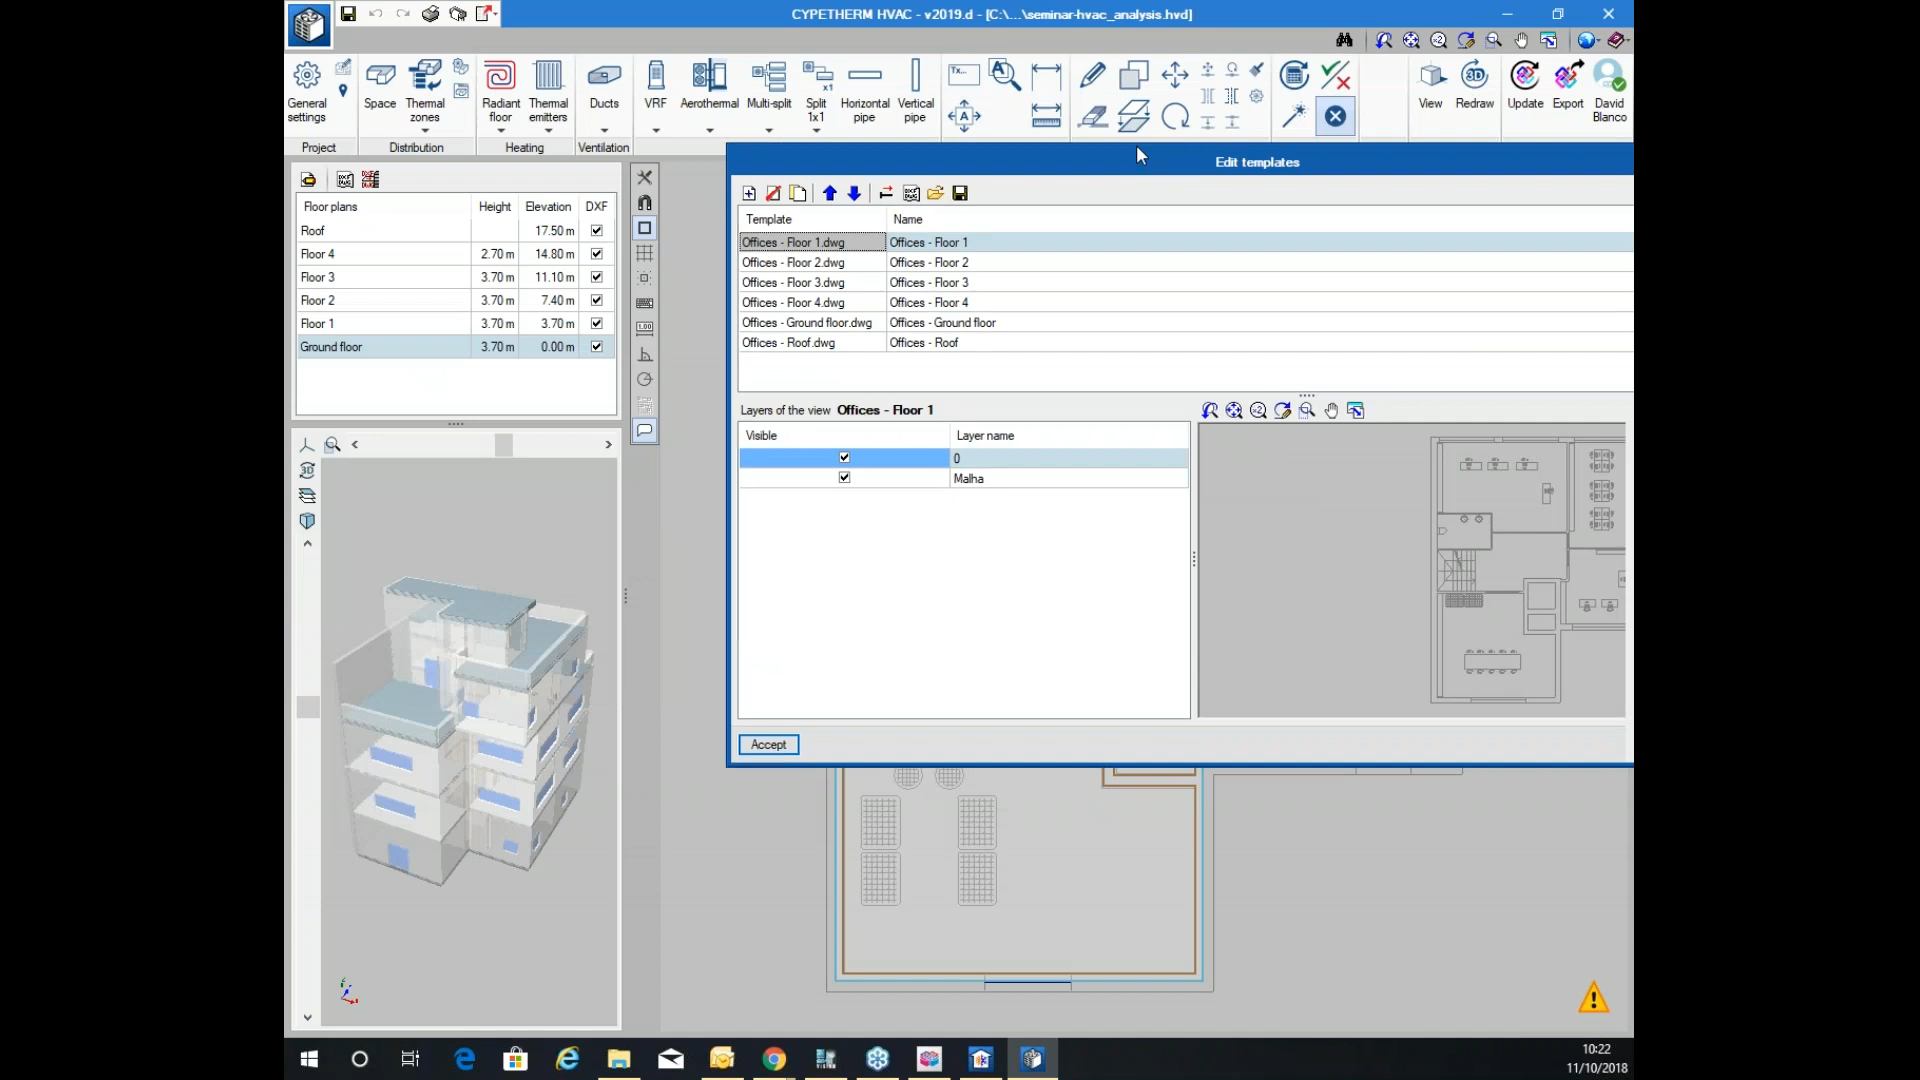 CYPETHERM HVAC - v2019.d - [C:\...\seminar-hvac_analysis.hvd]
General settings
Space
Thermal zones
Radiant floor
Thermal emitters
Ducts
VRF
Aerothermal
Multi-split
Split 1x1
Horizontal pipe
Vertical pipe
View
Redraw
Update
Export
David Blanco
Project
Distribution
Heating
Ventilation
Edit templates
Floor plans Height Elevation DXF
Roof 17.50 m
Floor 4 2.70 m 14.80 m
Floor 3 3.70 m 11.10 m
Floor 2 3.70 m 7.40 m
Floor 1 3.70 m 3.70 m
Ground floor 3.70 m 0.00 m
Template Name
Offices - Floor 1.dwg Offices - Floor 1
Offices - Floor 2.dwg Offices - Floor 2
Offices - Floor 3.dwg Offices - Floor 3
Offices - Floor 4.dwg Offices - Floor 4
Offices - Ground floor.dwg Offices - Ground floor
Offices - Roof.dwg Offices - Roof
Layers of the view Offices - Floor 1
Visible Layer name
0
Malha
Accept
10:22
11/10/2018